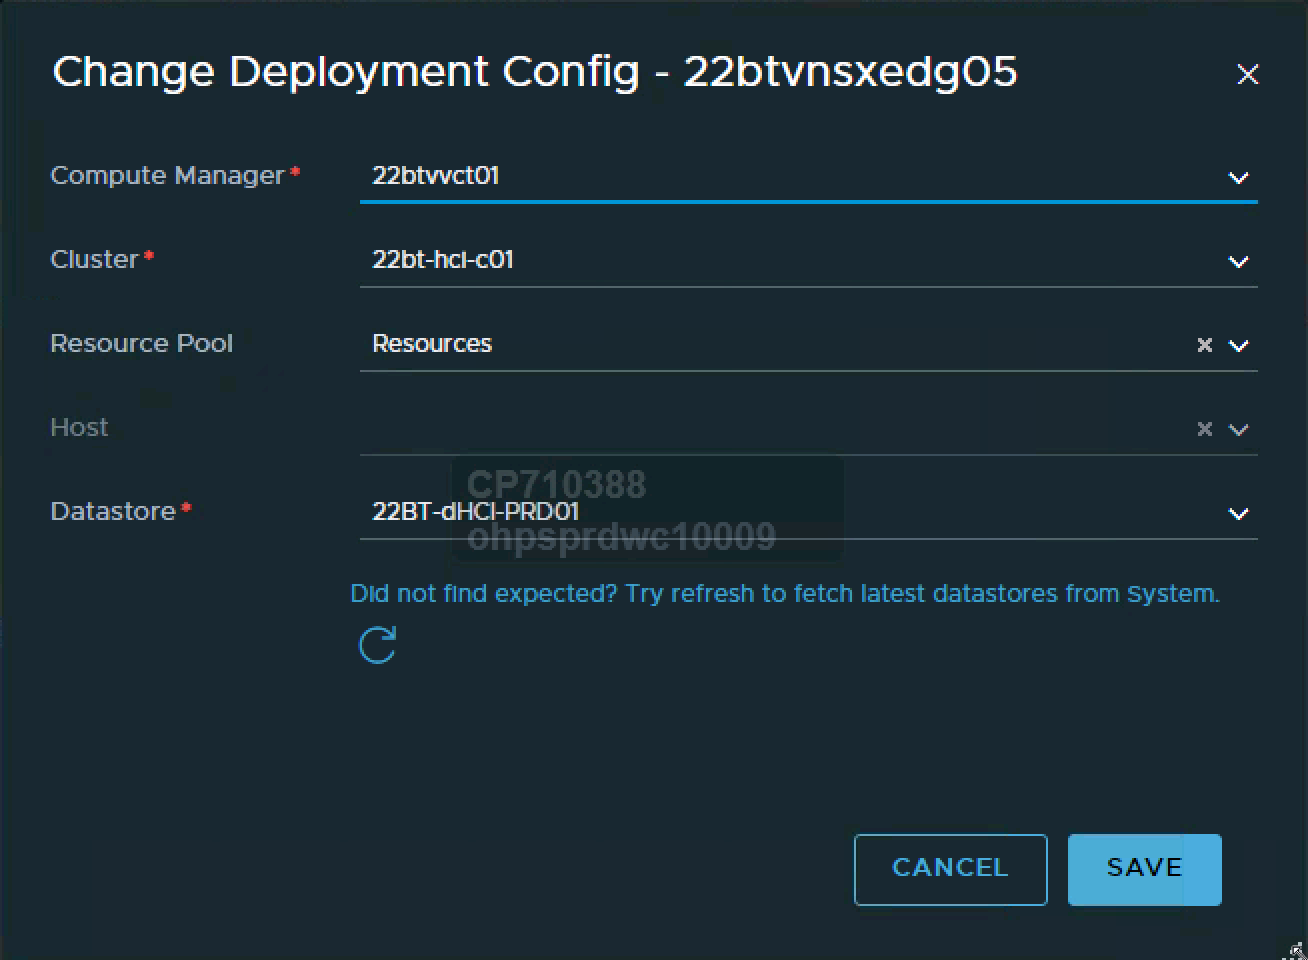 Change Deployment Config - 22btvnsxedg05
Compute Manager* 22btvvct01
Cluster* 22bt-hcl-c01
Resource Pool Resources
Host
CP710388
Datastore* 22BT-dHCI-PRD01
ohpsprdwc10009
Did not find expected? Try refresh to fetch latest datastores from System.
CANCEL SAVE